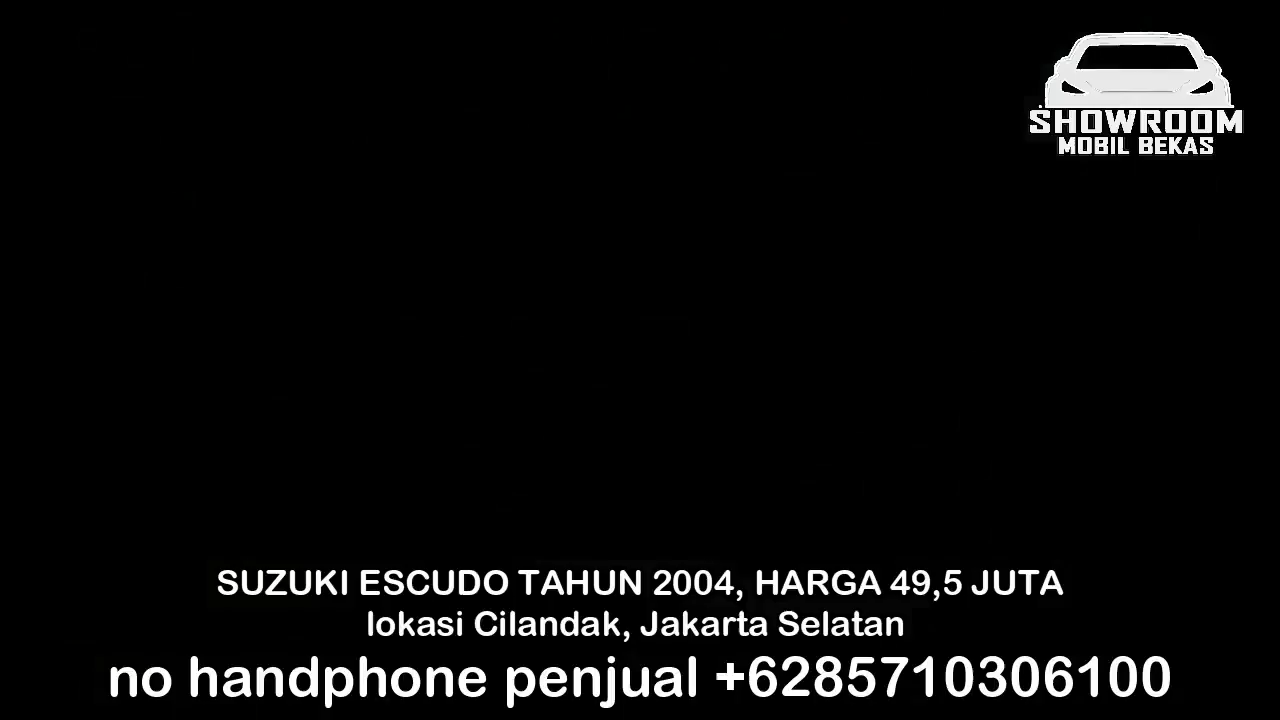 SHOWROOM
MOBIL BEKAS
SUZUKI ESCUDO TAHUN 2004, HARGA 49,5 JUTA
lokasi Cilandak, Jakarta Selatan
no handphone penjual +6285710306100